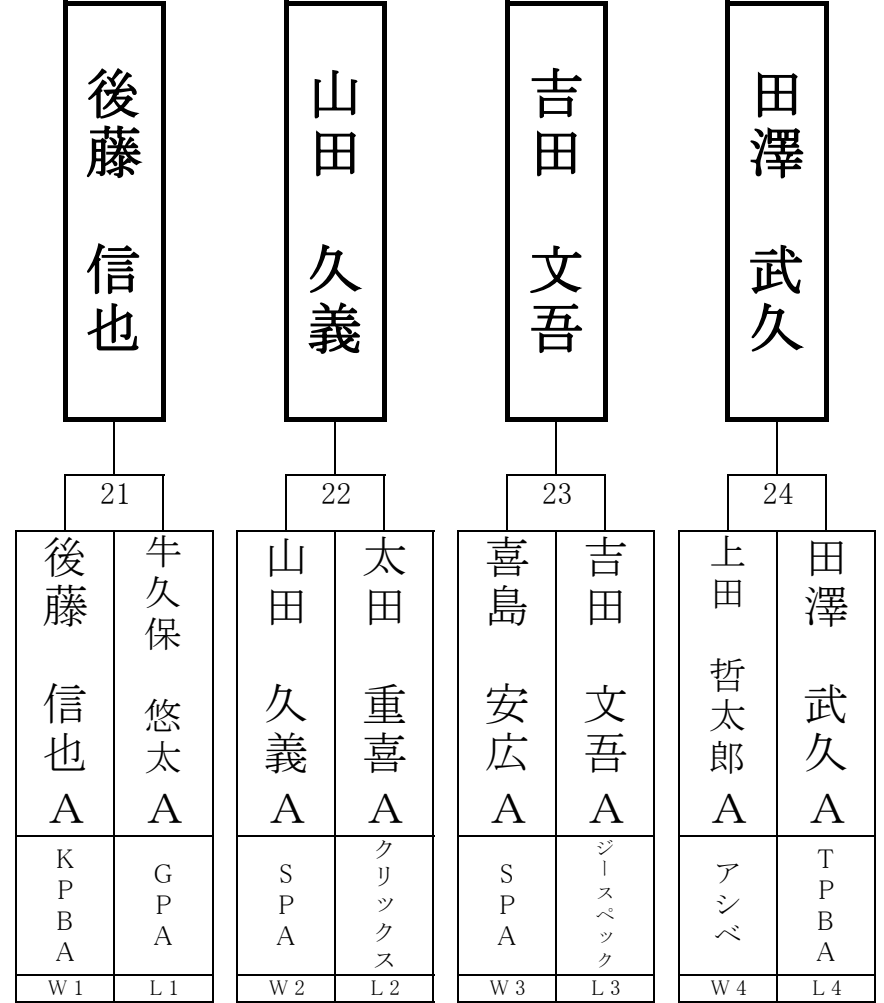 後藤 信也
山田 久義
吉田 文吾
田澤 武久
21
22
23
24
後藤 信也 A
牛久保 悠太 A
山田 久義 A
太田 重喜 A
喜島 安広 A
吉田 文吾 A
上田 哲太郎 A
田澤 武久 A
KPBA
GPA
SPA
クリックス
SPA
ジースペック
アシベ
TPBA
W1
L1
W2
L2
W3
L3
W4
L4